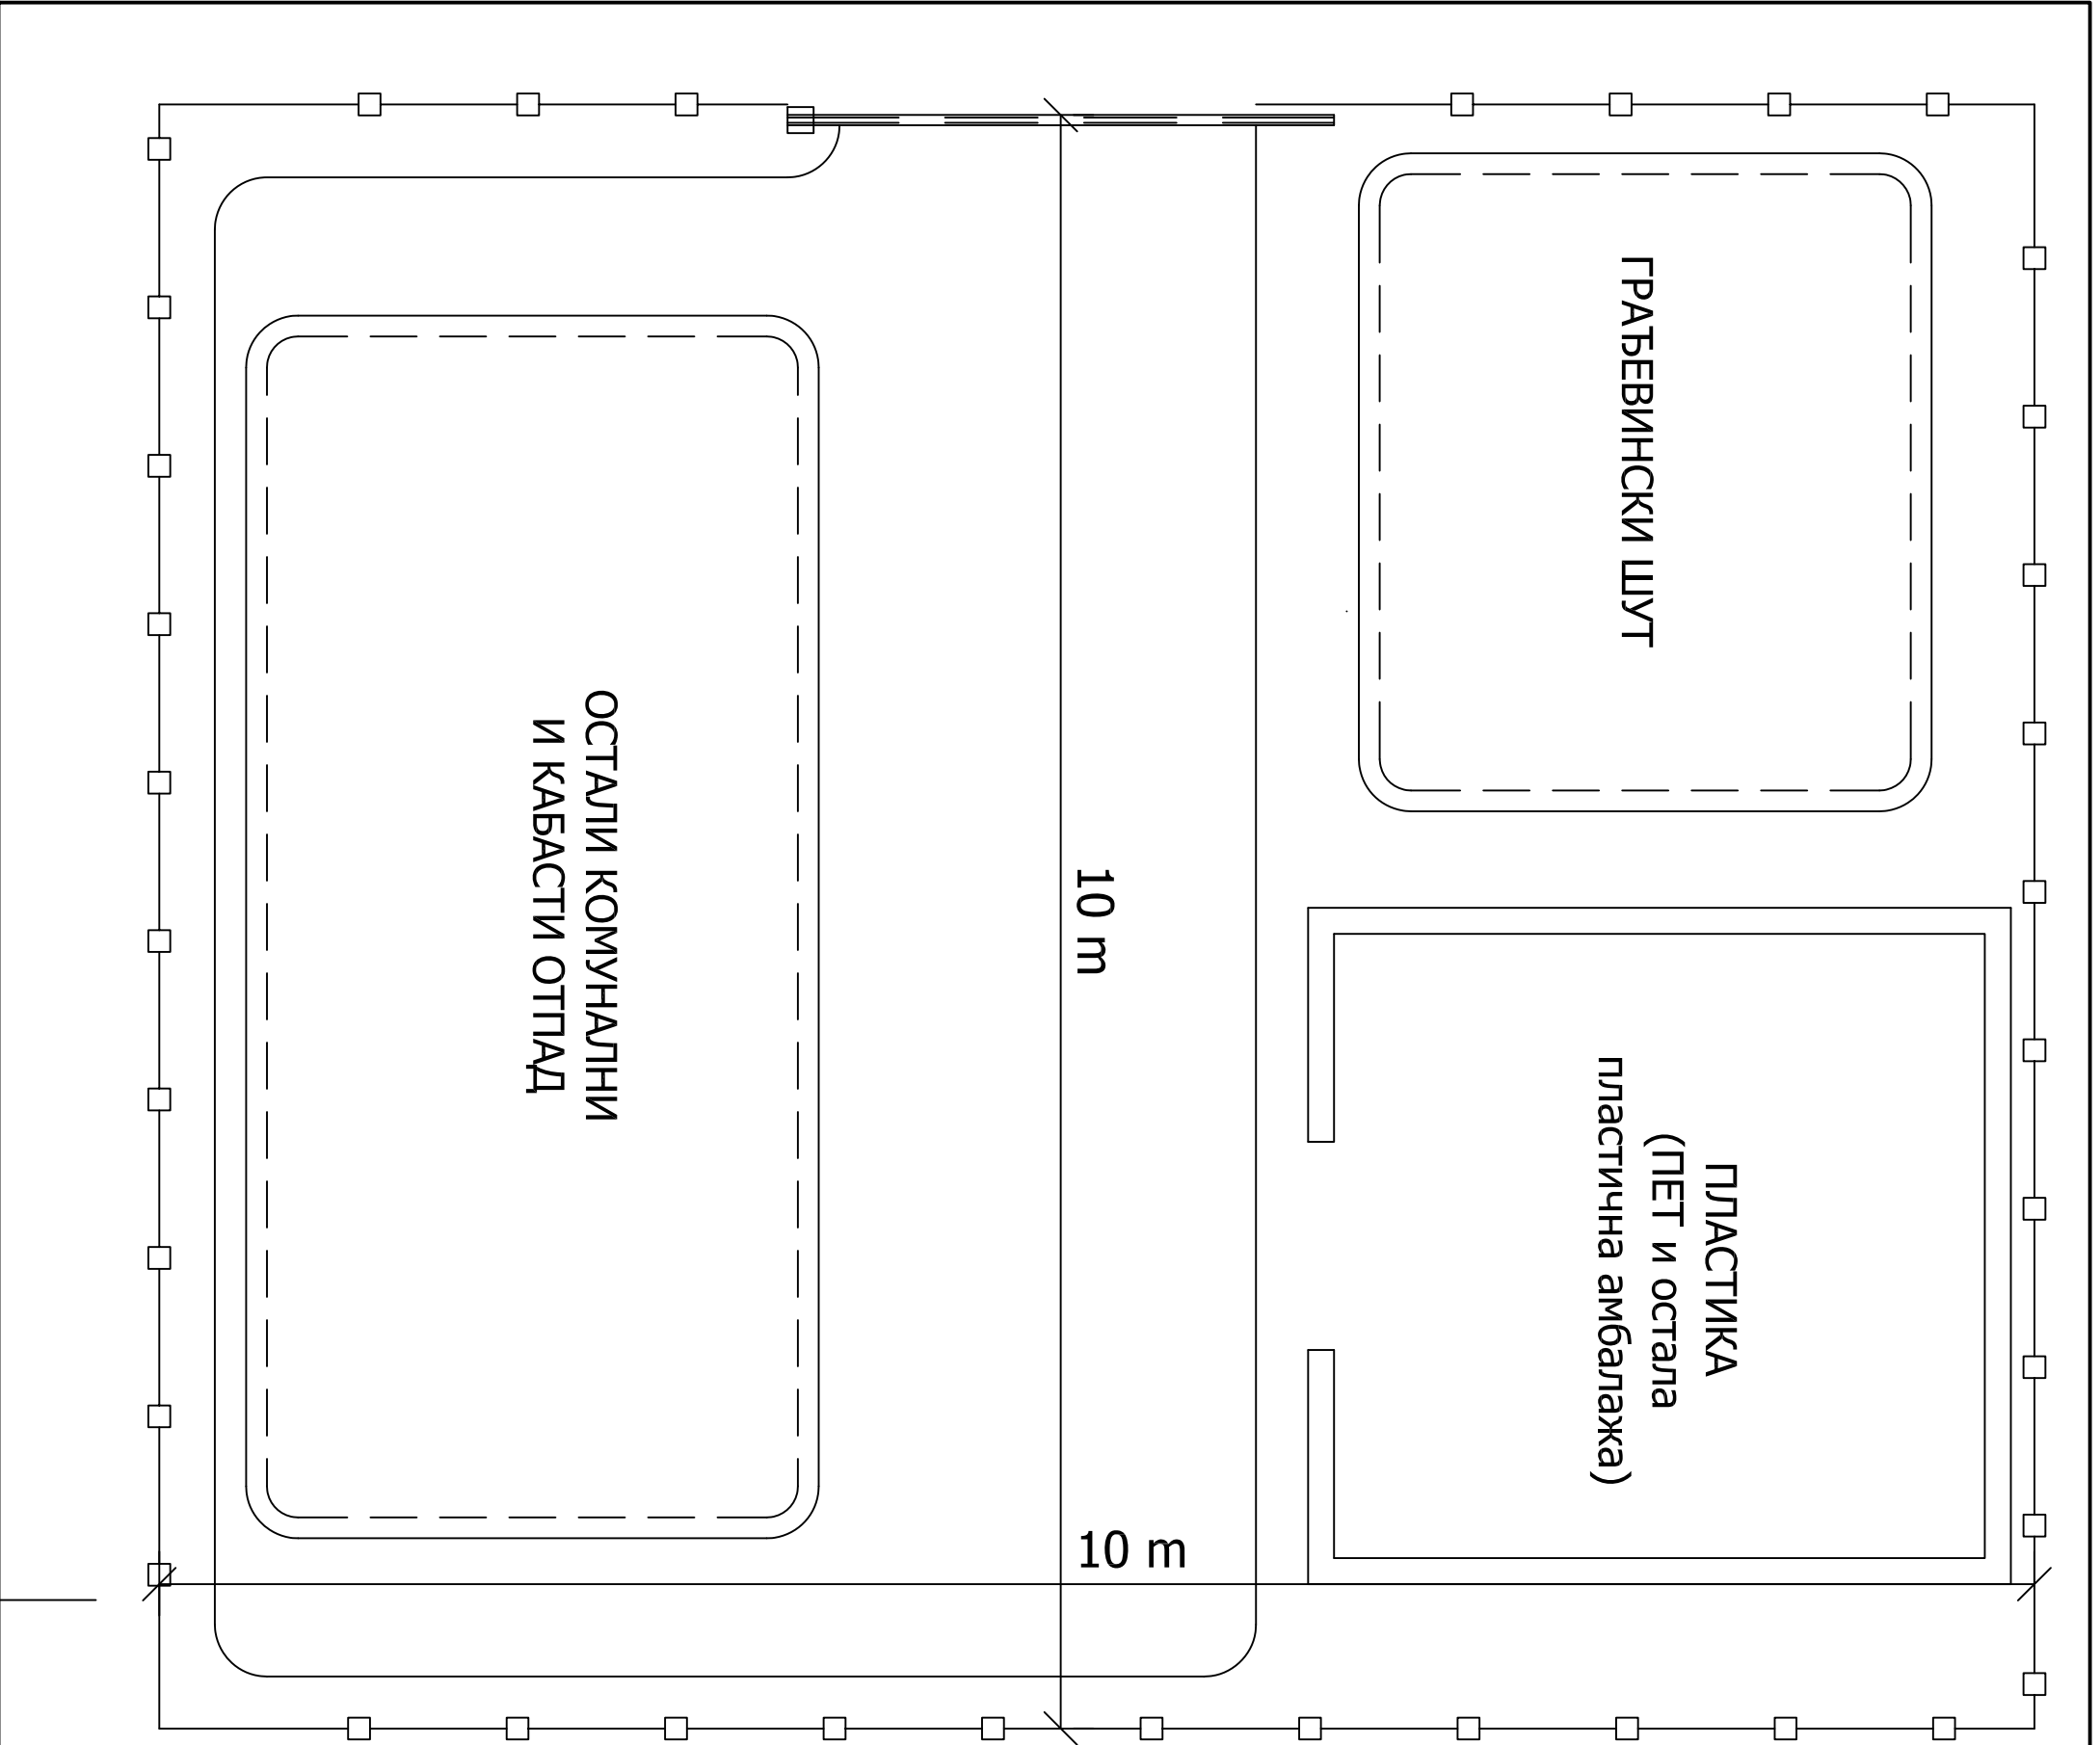 ГРАЂЕВИНСКИ ШУТ
ОСТАЛИ КОМУНАЛНИ
И КАБАСТИ ОТПАД
10 m
ПЛАСТИКА
(ПЕТ и остала
пластична амбалажа)
10 m